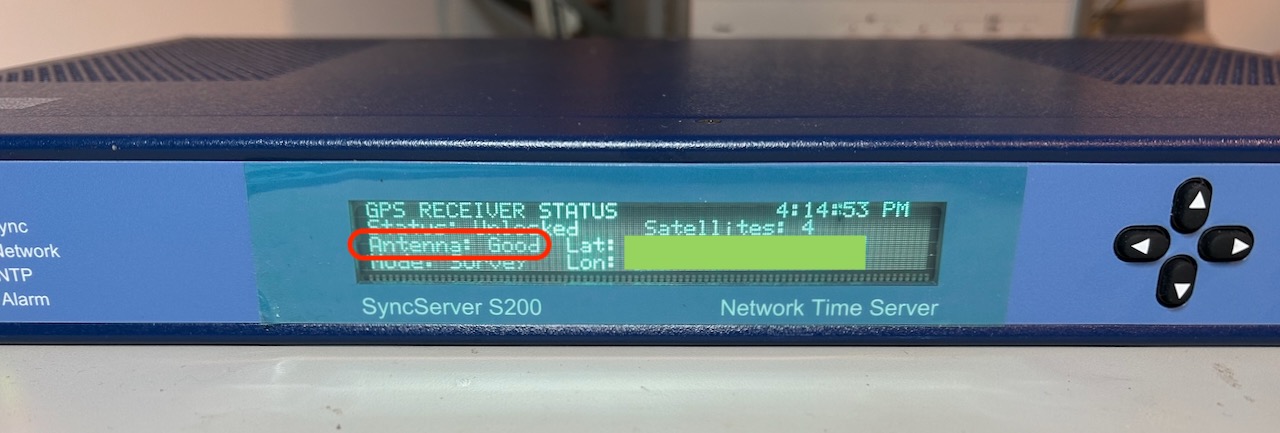 GPS RECEIVER STATUS 4:14:53 PM
Status: Unlocked Satellites: 4
Antenna: Good Lat:
Mode: Survey Lon:
SyncServer S200 Network Time Server
Network
NTP
Alarm